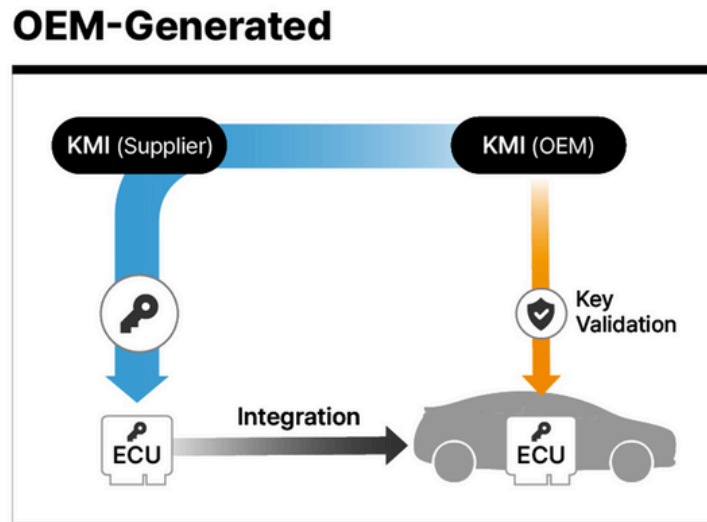 OEM-Generated
KMI (Supplier)
KMI (OEM)
Key
Validation
Integration
ECU
ECU